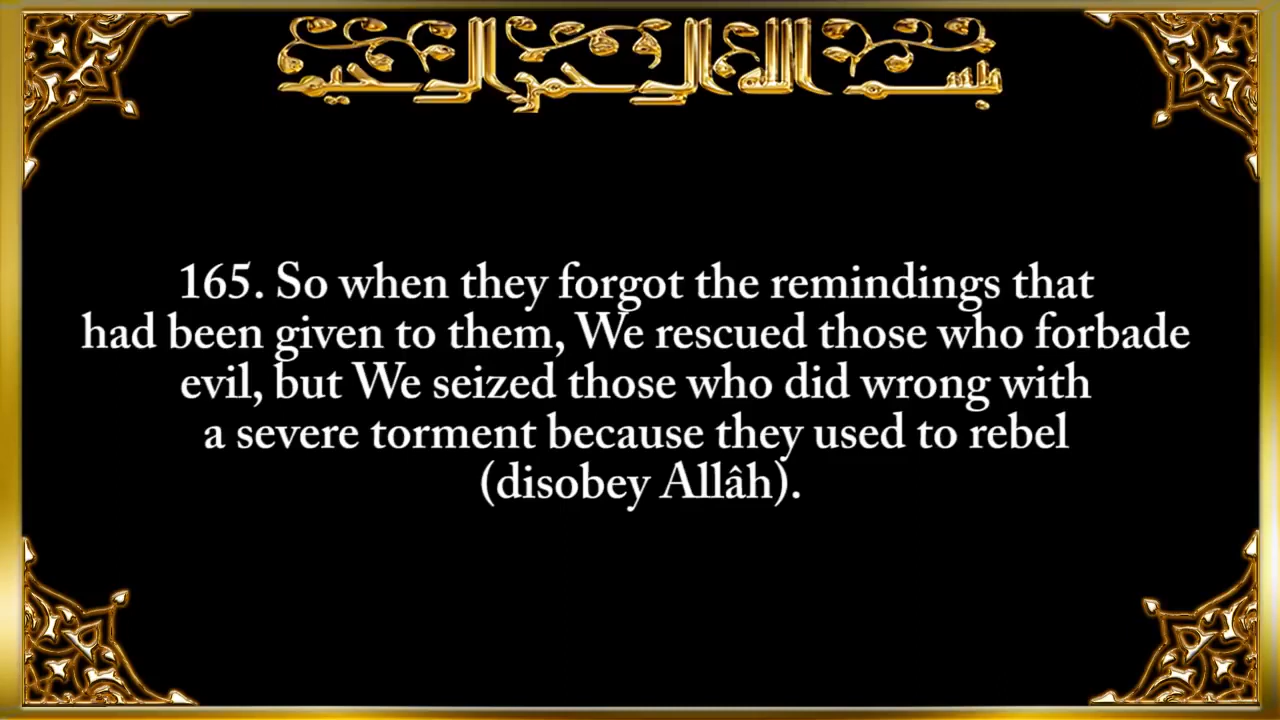 بسم الله الرحمن الرحيم
165. So when they forgot the remindings that
had been given to them, We rescued those who forbade
evil, but We seized those who did wrong with
a severe torment because they used to rebel
(disobey Allâh).